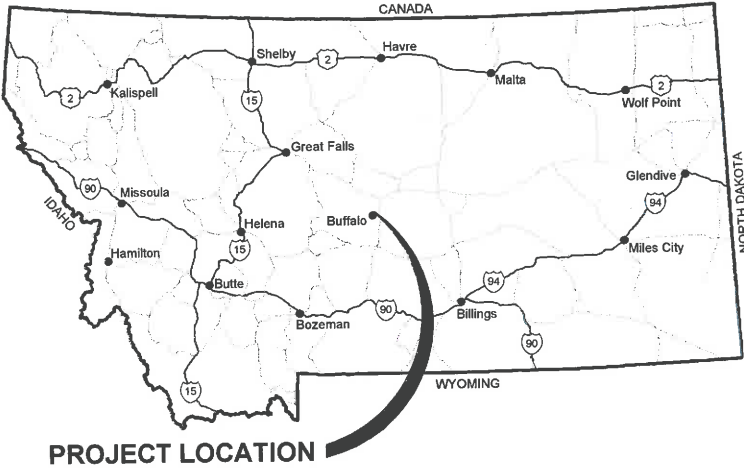 CANADA
Shelby
Havre
2
Malta
2
Kalispell
2
Wolf Point
15
Great Falls
Glendive
90
Missoula
94
NORTH DAKOTA
IDAHO
Buffalo
Helena
15
Miles City
Hamilton
Butte
94
Bozeman
90
Billings
90
WYOMING
15
PROJECT LOCATION